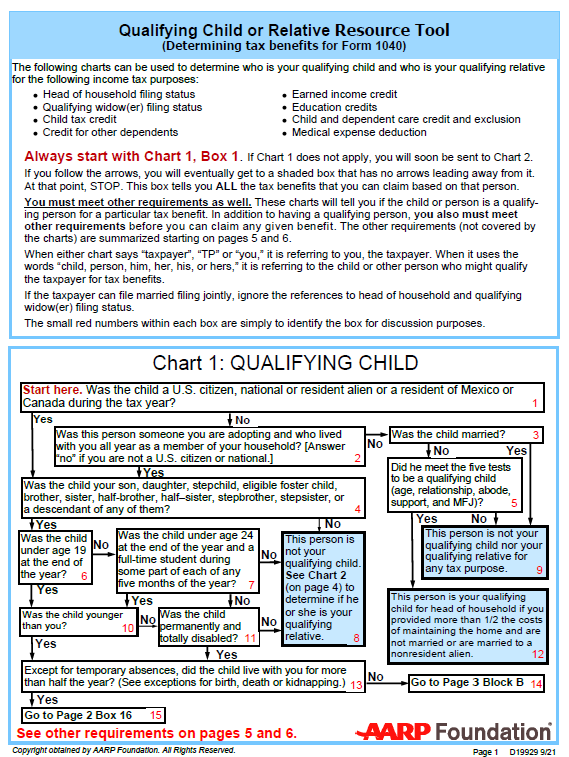 Qualifying Child or Relative Resource Tool
(Determining tax benefits for Form 1040)
The following charts can be used to determine who is your qualifying child and who is your qualifying relative
for the following income tax purposes:
• Head of household filing status
• Qualifying widow(er) filing status
• Child tax credit
• Credit for other dependents
• Earned income credit
• Education credits
• Child and dependent care credit and exclusion
• Medical expense deduction
Always start with Chart 1, Box 1. If Chart 1 does not apply, you will soon be sent to Chart 2.
If you follow the arrows, you will eventually get to a shaded box that has no arrows leading away from it.
At that point, STOP. This box tells you ALL the tax benefits that you can claim based on that person.
You must meet other requirements as well. These charts will tell you if the child or person is a qualify-
ing person for a particular tax benefit. In addition to having a qualifying person, you also must meet
other requirements before you can claim any given benefit. The other requirements (not covered by
the charts) are summarized starting on pages 5 and 6.
When either chart says “taxpayer”, “TP” or “you,” it is referring to you, the taxpayer. When it uses the
words “child, person, him, her, his, or hers,” it is referring to the child or other person who might qualify
the taxpayer for tax benefits.
If the taxpayer can file married filing jointly, ignore the references to head of household and qualifying
widow(er) filing status.
The small red numbers within each box are simply to identify the box for discussion purposes.
Chart 1: QUALIFYING CHILD
Start here. Was the child a U.S. citizen, national or resident alien or a resident of Mexico or
Canada during the tax year? 1
Yes
No
Was this person someone you are adopting and who lived
with you all year as a member of your household? [Answer
“no” if you are not a U.S. citizen or national.] 2
No
Was the child married? 3
Yes
No
Yes
Was the child your son, daughter, stepchild, eligible foster child,
brother, sister, half-brother, half–sister, stepbrother, stepsister, or
a descendant of any of them? 4
Did he meet the five tests
to be a qualifying child
(age, relationship, abode,
support, and MFJ)? 5
Yes
No
Yes
No
Was the child
under age 19
at the end of
the year? 6
No
Was the child under age 24
at the end of the year and a
full-time student during
some part of each of any
five months of the year? 7
No
This person is
not your
qualifying child.
See Chart 2
(on page 4) to
determine if he
or she is your
qualifying
relative. 8
This person is not your
qualifying child nor your
qualifying relative for
any tax purpose. 9
Yes
Yes
No
Was the child younger
than you? 10
No
Was the child
permanently and
totally disabled? 11
No
This person is your qualifying
child for head of household if you
provided more than 1/2 the costs
of maintaining the home and are
not married or are married to a
nonresident alien. 12
Yes
Yes
Except for temporary absences, did the child live with you for more
than half the year? (See exceptions for birth, death or kidnapping.) 13
No
Go to Page 3 Block B 14
Yes
Go to Page 2 Box 16 15
See other requirements on pages 5 and 6.
AARP Foundation®
Copyright obtained by AARP Foundation. All Rights Reserved.
Page 1 D19929 9/21